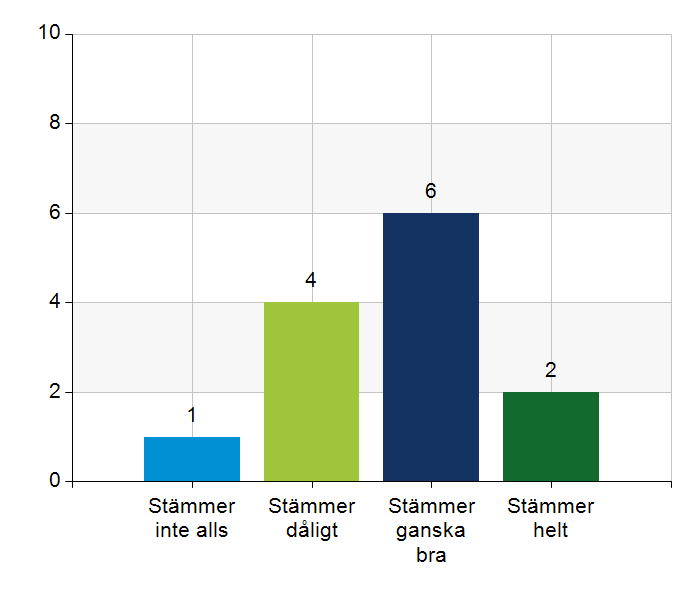 10
8
6
4
2
0
1
4
6
2
Stämmer
inte alls
Stämmer
dåligt
Stämmer
ganska
bra
Stämmer
helt